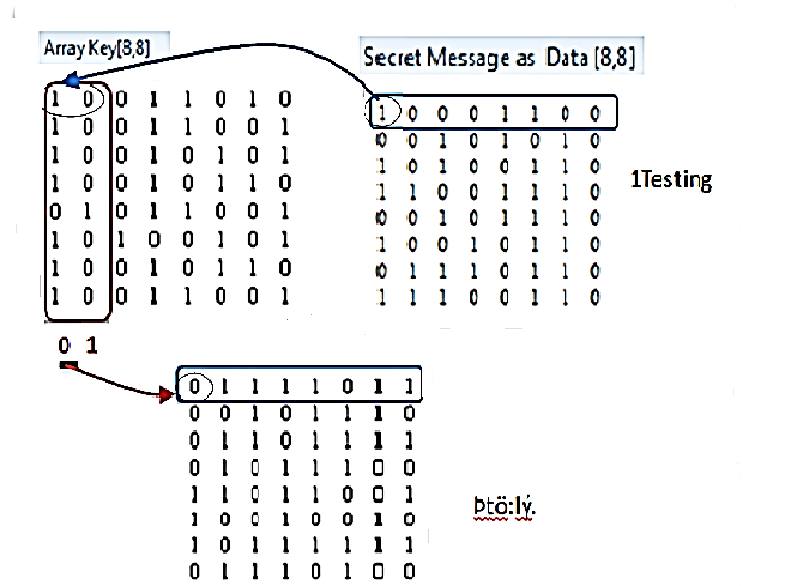 Array Key[8,8]
1 0 0 1 1 0 1 0
1 0 0 1 1 0 0 1
1 0 0 1 0 1 0 1
1 0 0 1 0 1 1 0
0 1 0 1 1 0 0 1
1 0 1 0 0 1 0 1
1 0 0 1 0 1 1 0
1 0 0 1 1 0 0 1
0 1
Secret Message as Data [8,8]
1 0 0 0 1 1 0 0
0 0 1 0 1 0 1 0
1 0 1 0 0 1 1 0
1 1 0 0 1 1 1 0
0 0 1 0 1 1 1 0
1 0 0 1 0 1 1 0
0 1 1 1 0 1 1 0
1 1 1 0 0 1 1 0
1Testing
0 1 1 1 1 0 1 1
0 0 1 0 1 1 1 0
0 1 1 0 1 1 1 1
0 1 0 1 1 1 0 0
1 1 0 1 1 0 0 1
1 0 0 1 0 0 1 0
1 0 1 1 1 1 1 1
0 1 1 1 0 1 0 0
Þtö:Iý.